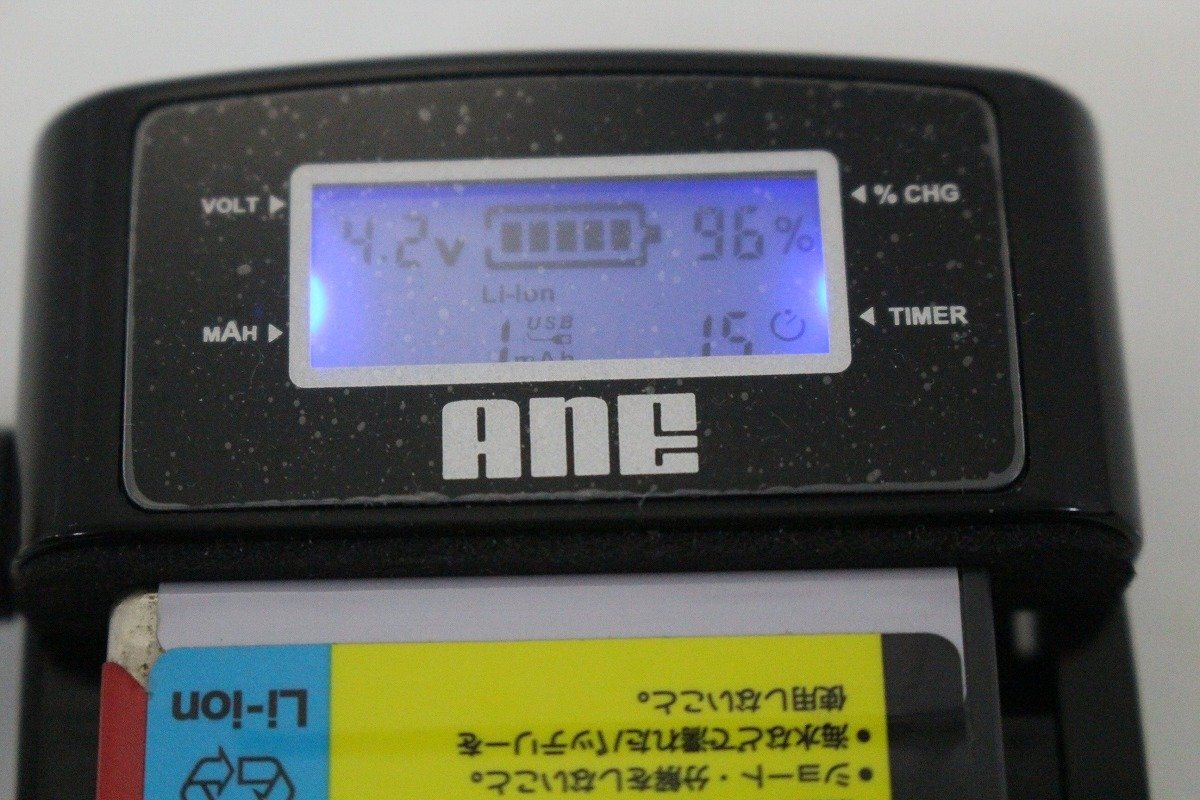 VOLT
4.2V
96%
% CHG
Li-Ion
MAH
1
USB
mAh
15
TIMER
ANE
Li-ion
●ショート・分解をしないこと。
●海水などで濡れたバッテリーを
使用しないこと。